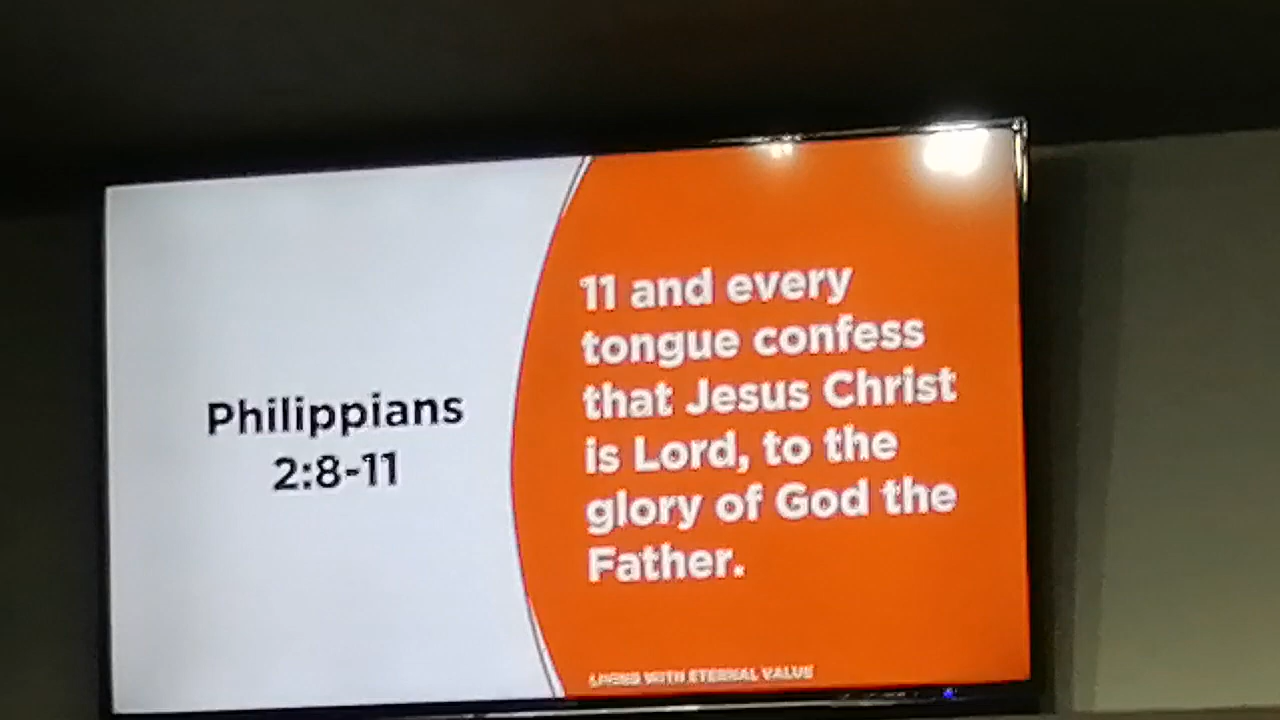 Philippians
2:8-11
11 and every
tongue confess
that Jesus Christ
is Lord, to the
glory of God the
Father.
WITH ETERNAL VALUE